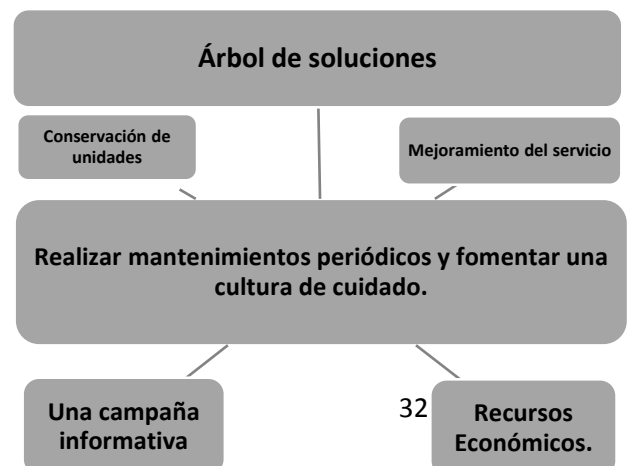 Árbol de soluciones
Conservación de
unidades
Mejoramiento del servicio
Realizar mantenimientos periódicos y fomentar una
cultura de cuidado.
Una campaña
informativa
32
Recursos
Económicos.